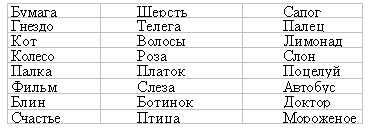 Бумага Шерсть Сапог
Гнездо Телега Палец
Кот Волосы Лимонад
Колесо Роза Слон
Палка Платок Поцелуй
Фильм Слеза Автобус
Блин Ботинок Доктор
Счастье Птица Мороженое